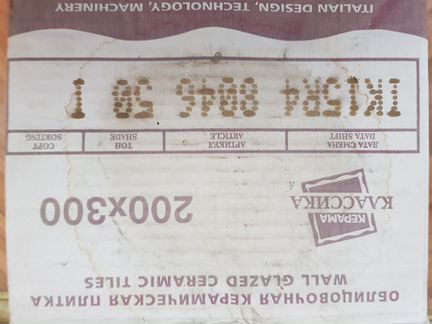 ОБЛИЦОВОЧНАЯ КЕРАМИЧЕСКАЯ ПЛИТКА
WALL GLAZED CERAMIC TILES
КЕРАМА
КЛАССИКА
200x300
ДАТА СМЕНА АРТИКУЛ ТОН СОРТ
DATA SHIFT ARTICLE SHADE SORTING
ITALIAN DESIGN, TECHNOLOGY, MACHINERY